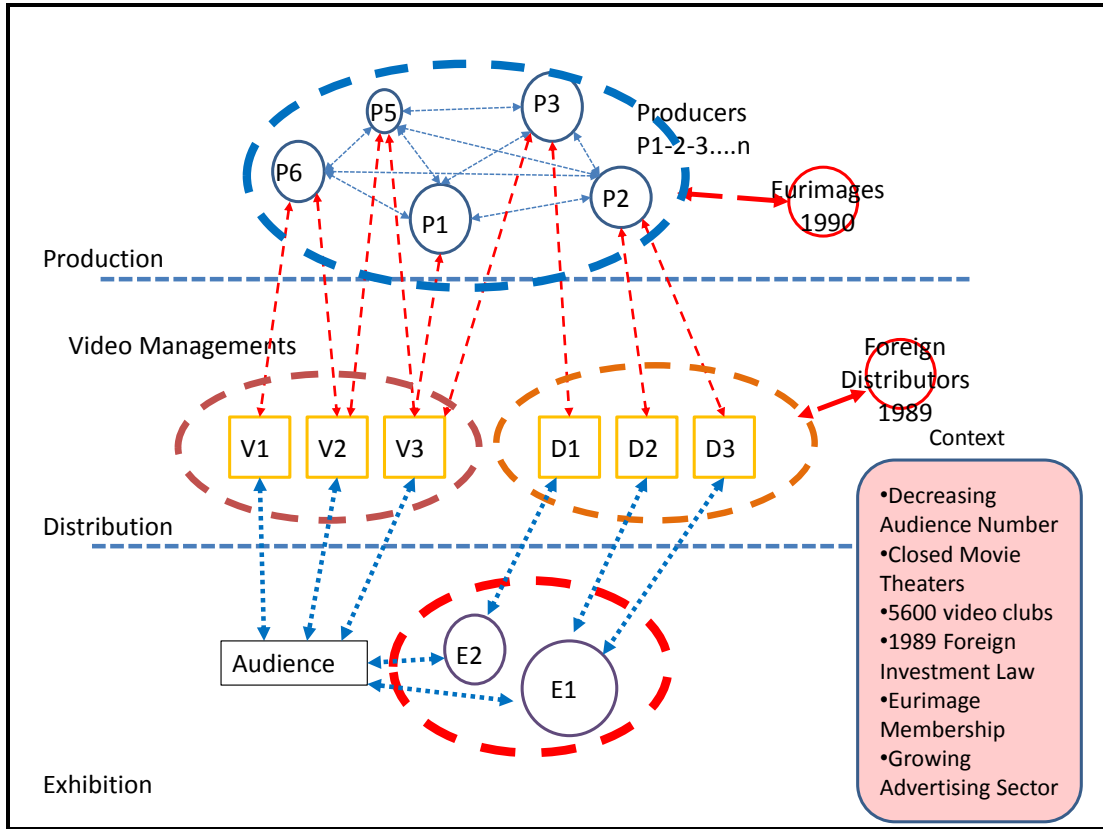 P5
P3
Producers
P1-2-3....n
P6
P1
P2
Eurimages
1990
Production
Video Managements
Foreign
Distributors
1989
V1
V2
V3
D1
D2
D3
Context
Distribution
•Decreasing
Audience Number
•Closed Movie
Theaters
•5600 video clubs
•1989 Foreign
Investment Law
•Eurimage
Membership
•Growing
Advertising Sector
Audience
E2
E1
Exhibition